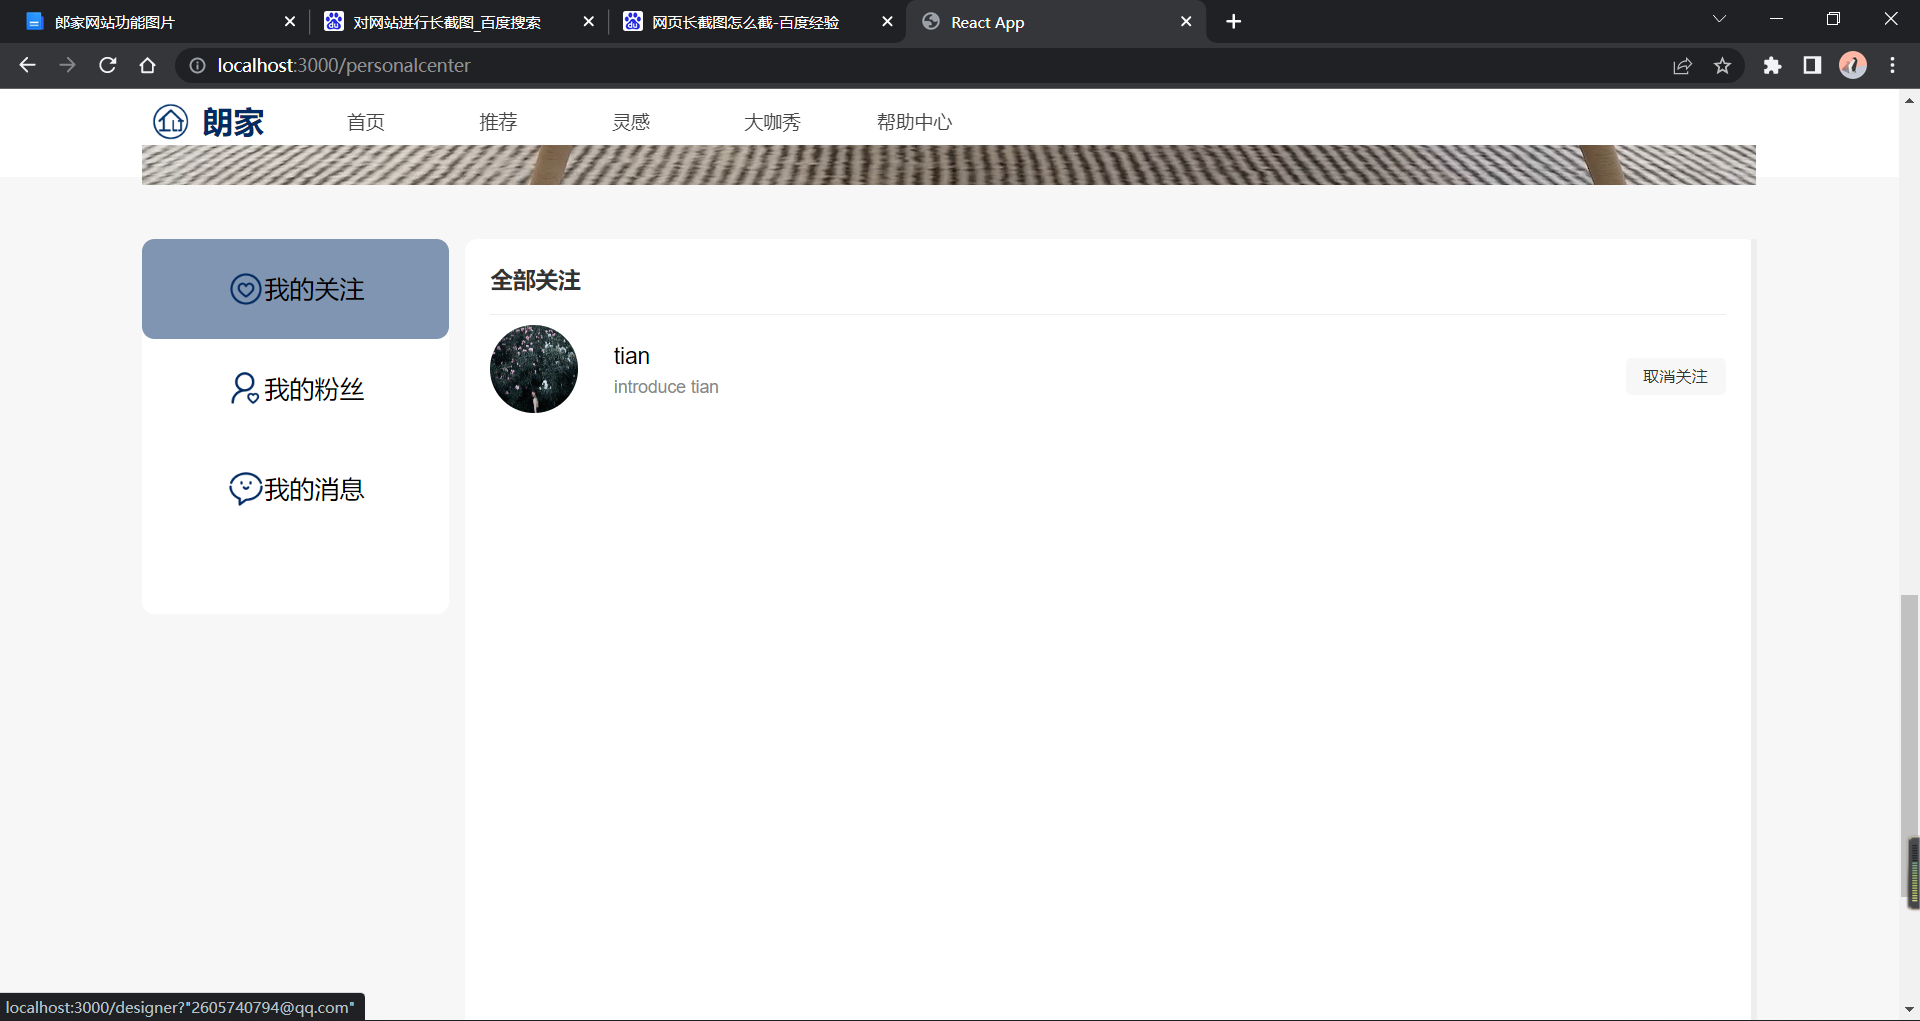 郎家网站功能图片
对网站进行长截图_百度搜索
网页长截图怎么截-百度经验
React App
localhost:3000/personalcenter
朗家
首页
推荐
灵感
大咖秀
帮助中心
我的关注
我的粉丝
我的消息
全部关注
tian
introduce tian
取消关注
localhost:3000/designer?"2605740794@qq.com"